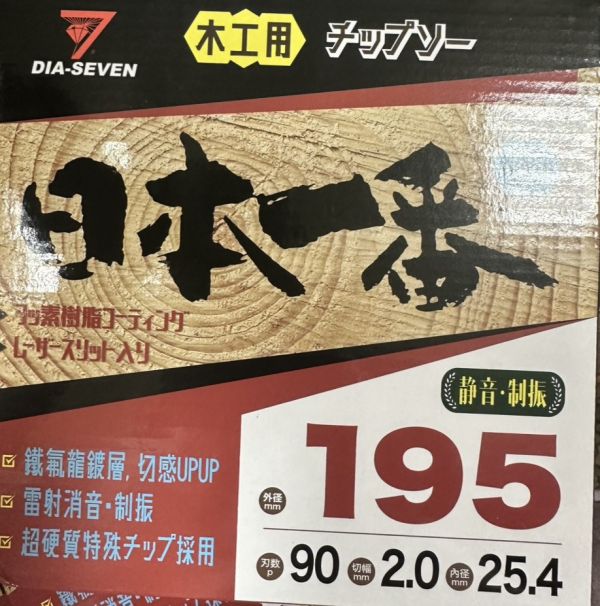 DIA-SEVEN
木工用 チップソー
日本一番
フッ素樹脂コーティング
レーザースリット入り
静音・制振
鐵氟龍鍍層, 切感UPUP
雷射消音・制振
超硬質特殊チップ採用
外径 mm 195
刃数 p 90 切幅 mm 2.0 內径 mm 25.4